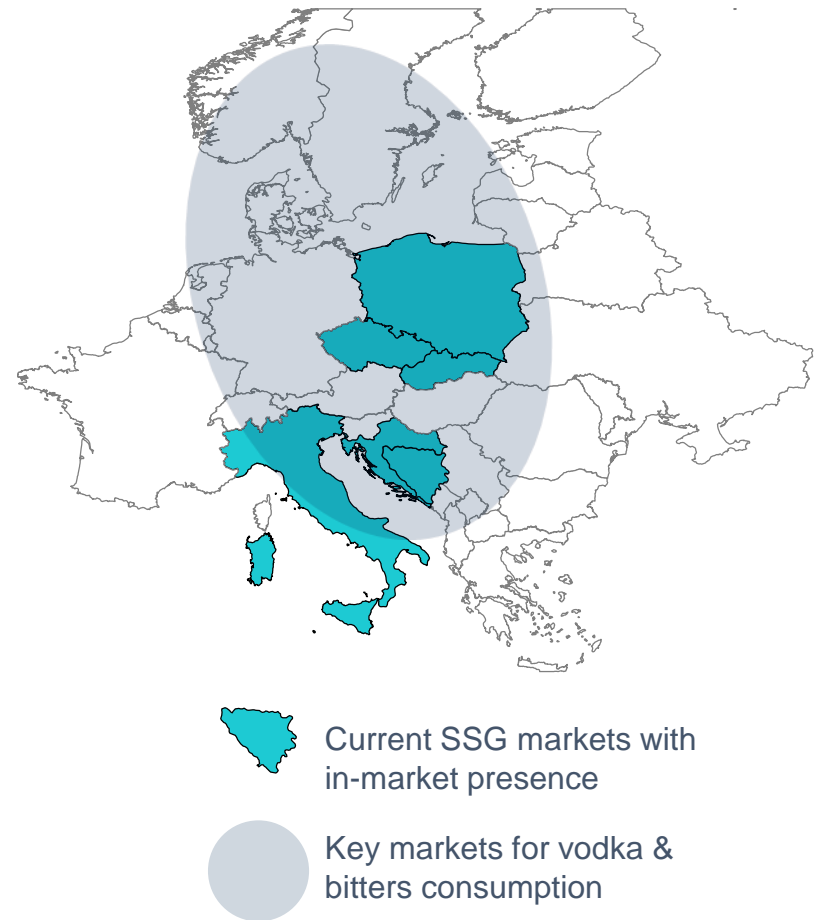 Current SSG markets with
in-market presence
Key markets for vodka &
bitters consumption